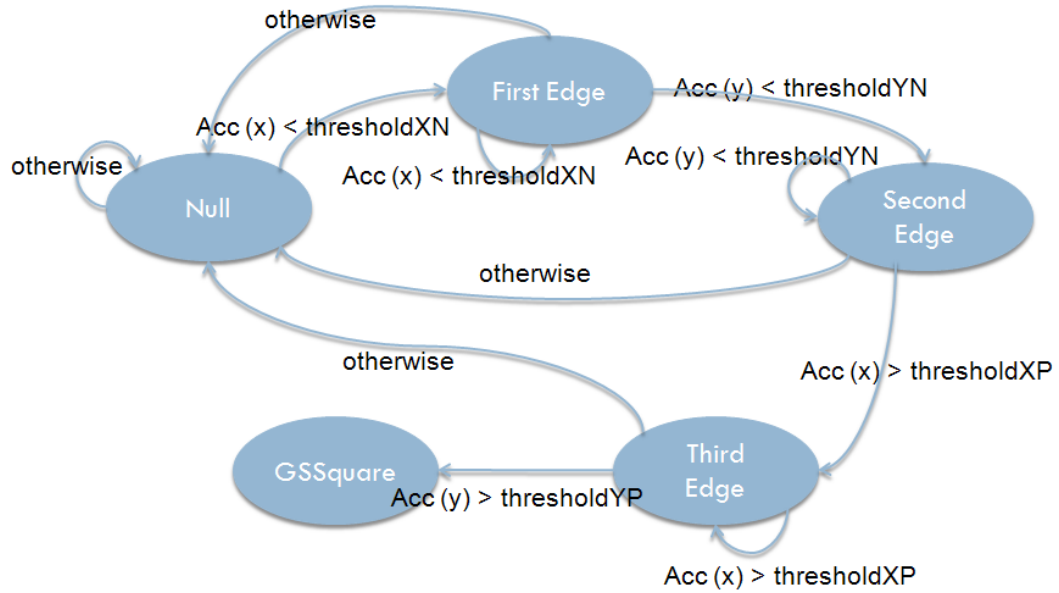 otherwise
First Edge
Acc (y) < thresholdYN
Acc (x) < thresholdXN
Acc (y) < thresholdYN
otherwise
Acc (x) < thresholdXN
Null
Second
Edge
otherwise
otherwise
Acc (x) > thresholdXP
GSSquare
Third
Edge
Acc (y) > thresholdYP
Acc (x) > thresholdXP